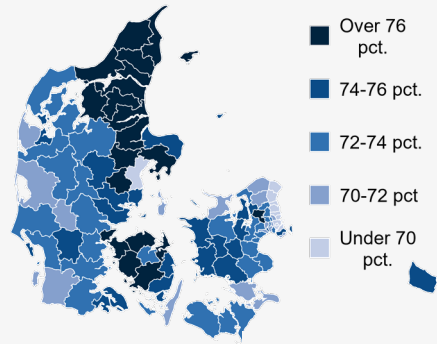 Over 76
pct.
74-76 pct.
72-74 pct.
70-72 pct
Under 70
pct.